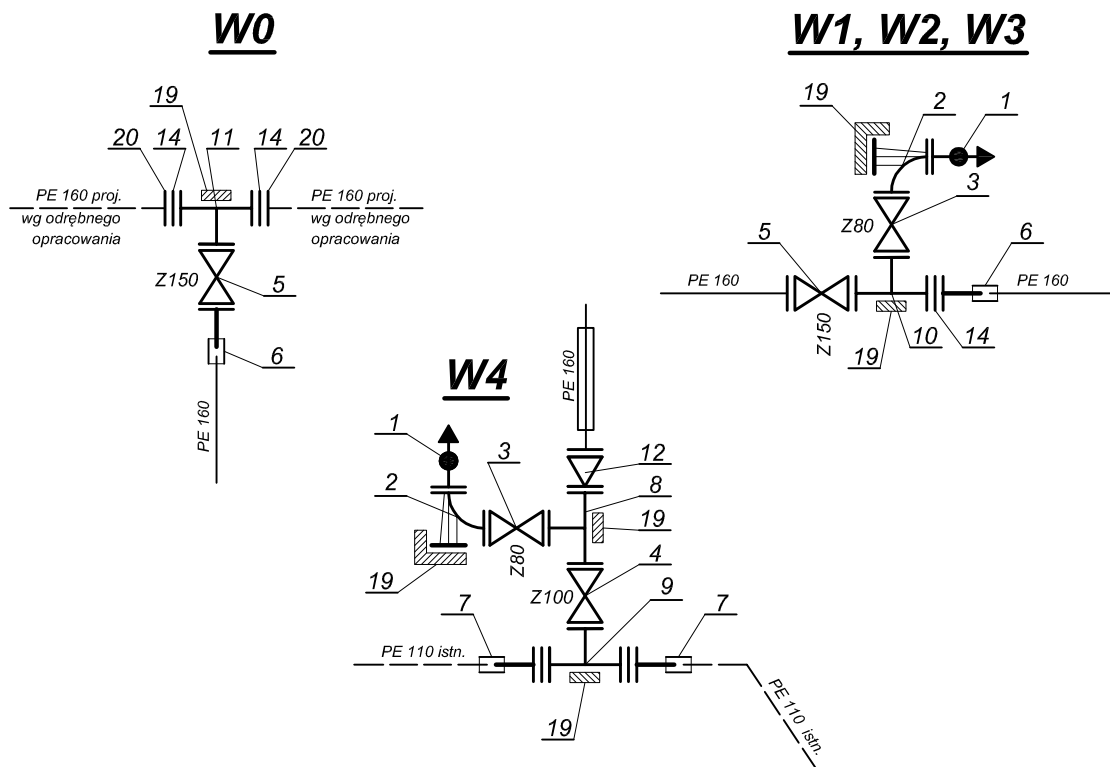 W0
19
20
14
11
14
20
PE 160 proj.
wg odrębnego
opracowania
PE 160 proj.
wg odrębnego
opracowania
Z150
5
6
PE 160
W1, W2, W3
19
2
1
3
Z80
5
6
PE 160
PE 160
Z150
19
10
14
W4
PE 160
1
3
12
2
8
19
Z80
4
19
Z100
7
9
7
PE 110 istn.
19
PE 110 istn.